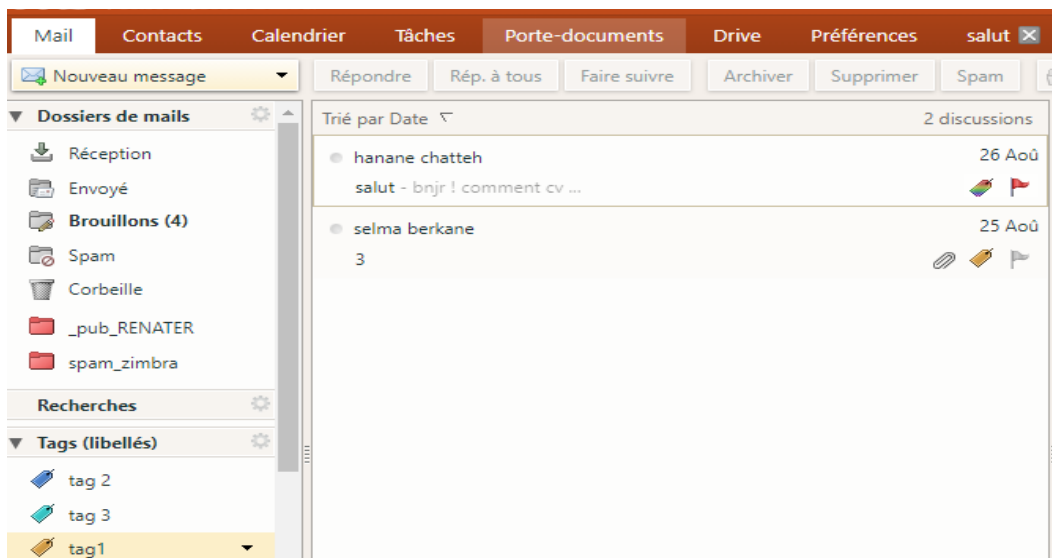 Mail Contacts Calendrier Tâches Porte-documents Drive Préférences salut
Nouveau message Répondre Rép. à tous Faire suivre Archiver Supprimer Spam
Dossiers de mails
Réception
Envoyé
Brouillons (4)
Spam
Corbeille
_pub_RENATER
spam_zimbra
Recherches
Tags (libellés)
tag 2
tag 3
tag1
Trié par Date 2 discussions
hanane chatteh 26 Aoû
salut - bnjr ! comment cv ...
selma berkane 25 Aoû
3